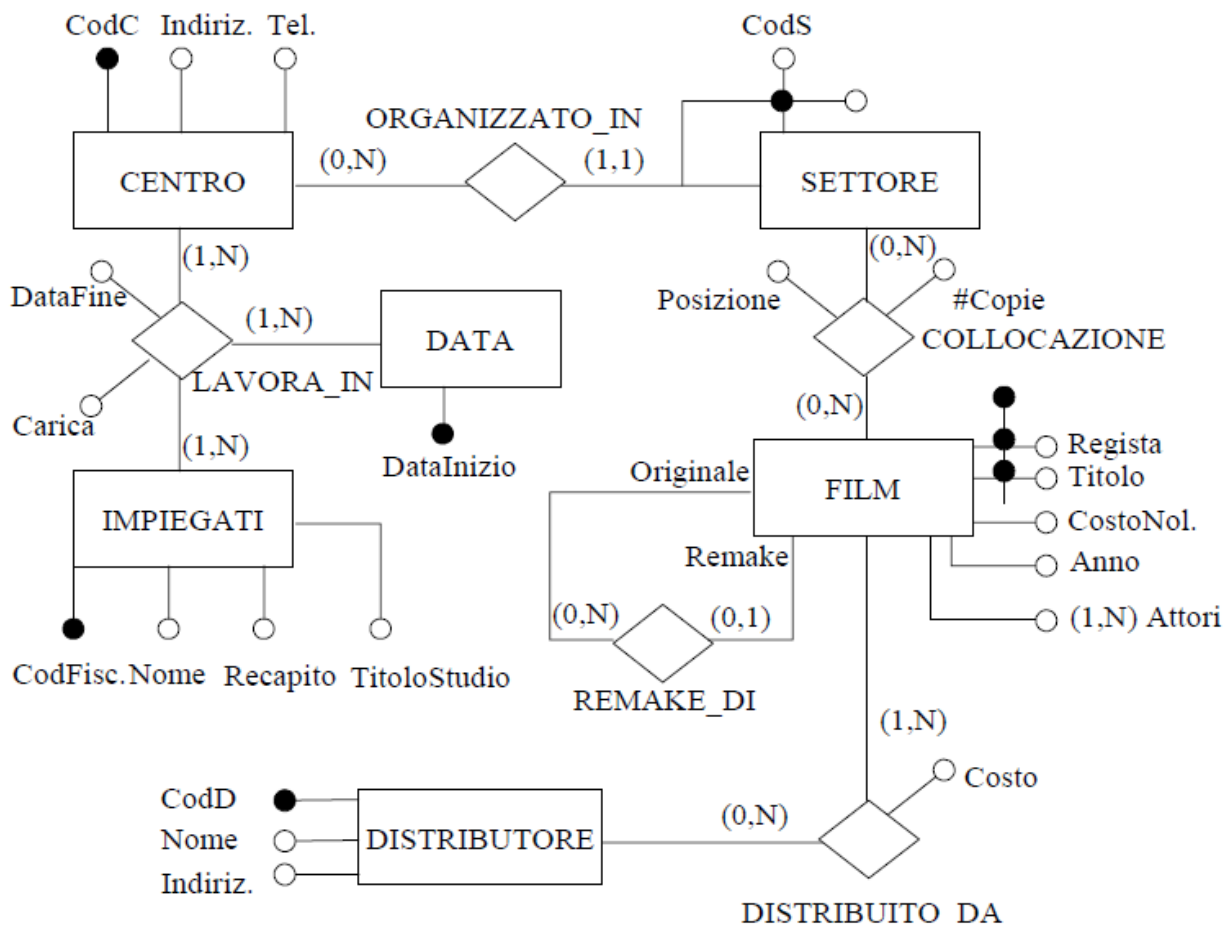 CodC Indiriz. Tel.
CodS
ORGANIZZATO_IN
(0,N)
(1,1)
CENTRO
SETTORE
(1,N)
(0,N)
DataFine
Posizione
#Copie
(1,N)
DATA
COLLOCAZIONE
LAVORA_IN
Carica
(0,N)
(1,N)
DataInizio
Regista
Originale
Titolo
FILM
IMPIEGATI
CostoNol.
Remake
Anno
(0,N)
(0,1)
(1,N) Attori
CodFisc.Nome Recapito TitoloStudio
REMAKE_DI
(1,N)
Costo
CodD
(0,N)
Nome
DISTRIBUTORE
Indiriz.
DISTRIBUITO_DA